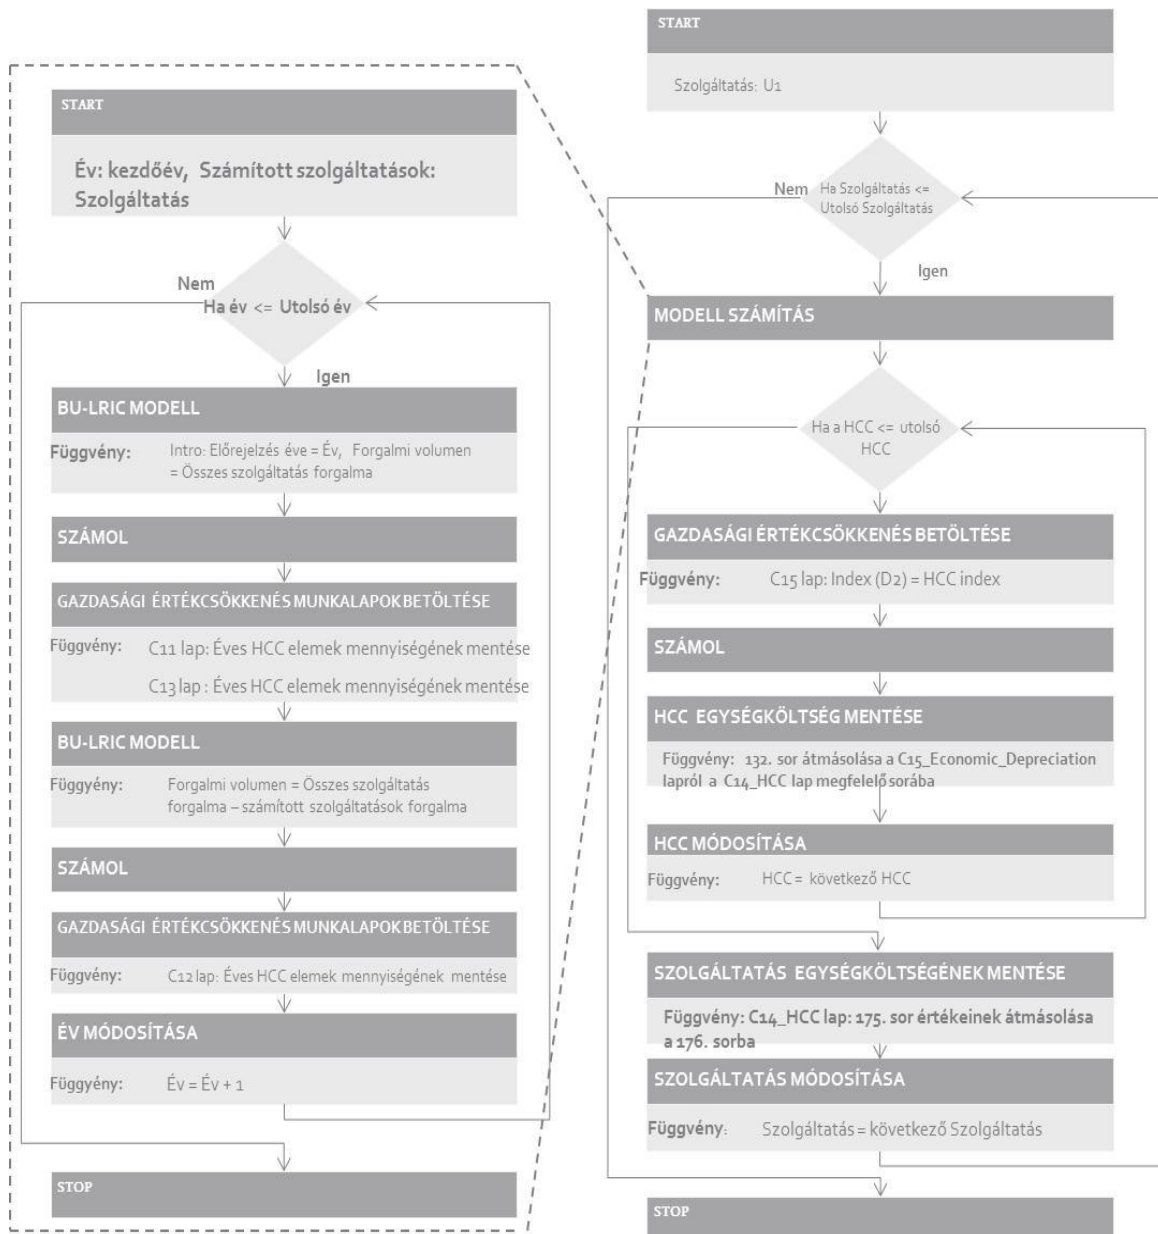 START
Év: kezdőév, Számított szolgáltatások:
Szolgáltatás
Nem
Ha év <= Utolsó év
Igen
BU-LRIC MODELL
Függvény: Intro: Előrejelzés éve = Év, Forgalmi volumen
= Összes szolgáltatás forgalma
SZÁMOL
GAZDASÁGI ÉRTÉKCSÖKKENÉS MUNKALAPOK BETÖLTÉSE
Függvény: C11 lap: Éves HCC elemek mennyiségének mentése
C13 lap : Éves HCC elemek mennyiségének mentése
BU-LRIC MODELL
Függyény: Forgalmi volumen = Összes szolgáltatás
forgalma – számított szolgáltatások forgalma
SZÁMOL
GAZDASÁGI ÉRTÉKCSÖKKENÉS MUNKALAPOK BETÖLTÉSE
Függvény: C12 lap: Éves HCC elemek mennyiségének mentése
ÉV MÓDOSÍTÁSA
Függyény: Év = Év + 1
STOP
START
Szolgáltatás: U1
Nem
Ha Szolgáltatás <=
Utolsó Szolgáltatás
Igen
MODELL SZÁMÍTÁS
Ha a HCC <= utolsó
HCC
GAZDASÁGI ÉRTÉKCSÖKKENÉS BETÖLTÉSE
Függvény: C15 lap: Index (D2) = HCC index
SZÁMOL
HCC EGYSÉGKÖLTSÉG MENTÉSE
Függvény: 132. sor átmásolása a C15_Economic_Depreciation
lapról a C14_HCC lap megfelelő sorába
HCC MÓDOSÍTÁSA
Függvény: HCC = következő HCC
SZOLGÁLTATÁS EGYSÉGKÖLTSÉGÉNEK MENTÉSE
Függvény: C14_HCC lap: 175. sor értékeinek átmásolása
a 176. sorba
SZOLGÁLTATÁS MÓDOSÍTÁSA
Függvény: Szolgáltatás = következő Szolgáltatás
STOP